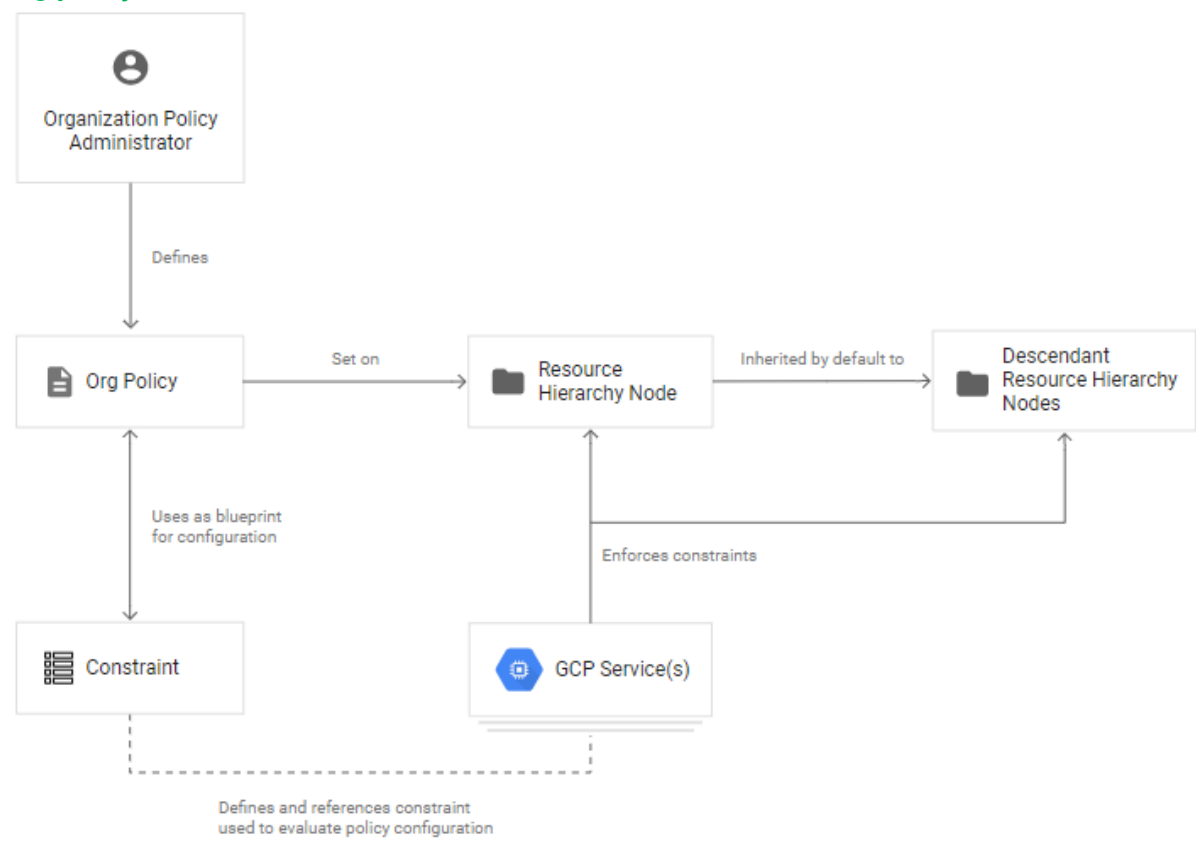 Organization Policy
Administrator
Defines
Org Policy
Set on
Resource
Hierarchy Node
Inherited by default to
Descendant
Resource Hierarchy
Nodes
Uses as blueprint
for configuration
Enforces constraints
Constraint
GCP Service(s)
Defines and references constraint
used to evaluate policy configuration